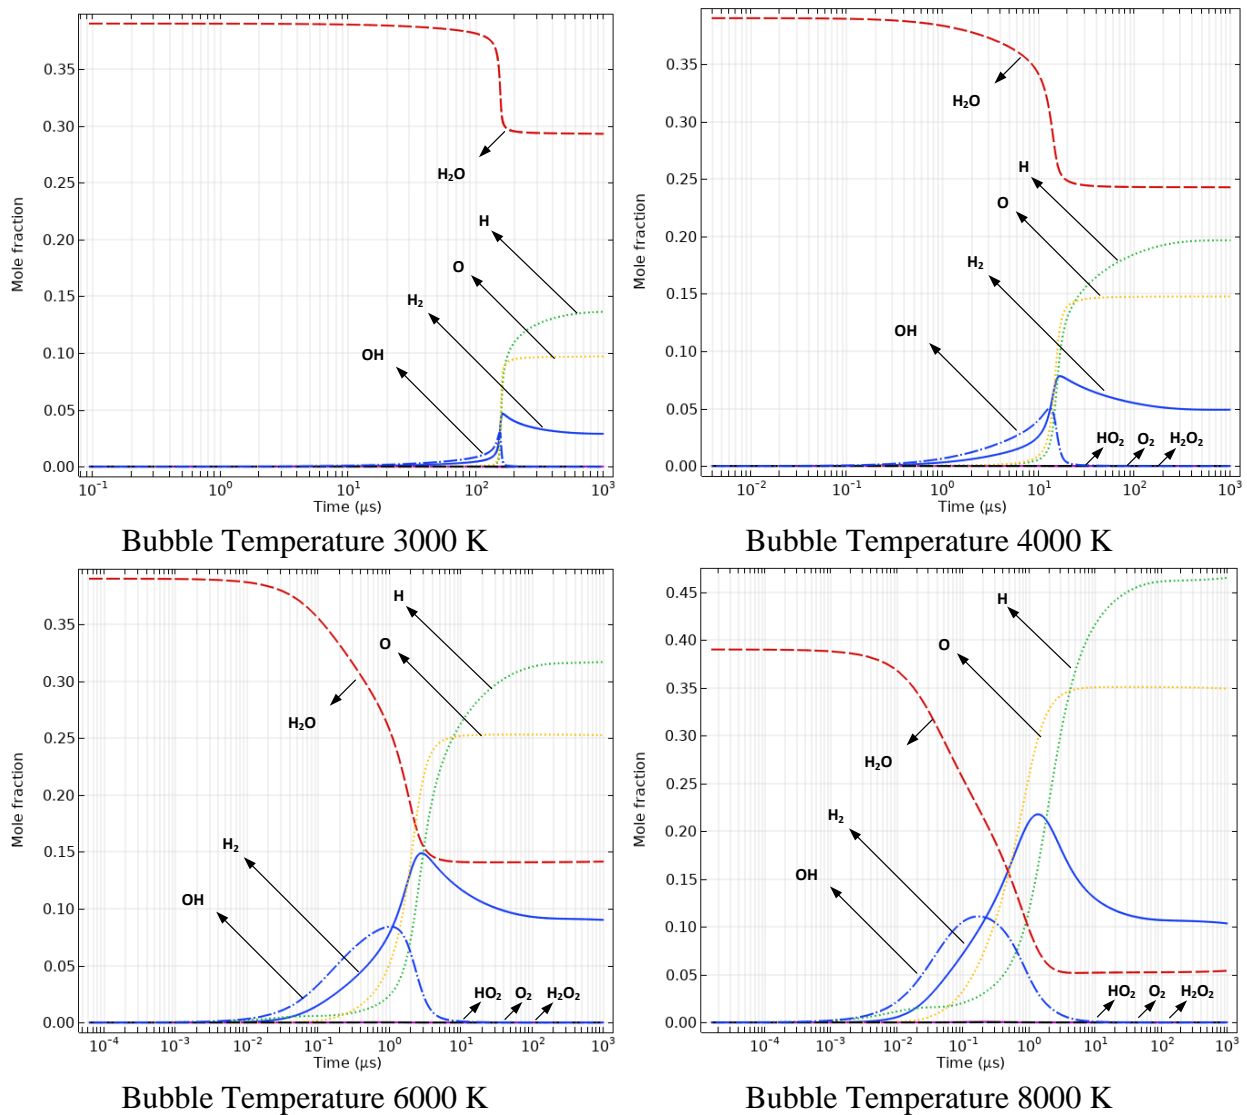 Mole fraction
0.35
0.30
0.25
0.20
0.15
0.10
0.05
0.00
H₂O
H
O
H₂
OH
10⁻¹ 10⁰ 10¹ 10² 10³
Time (µs)
Bubble Temperature 3000 K
Mole fraction
0.35
0.30
0.25
0.20
0.15
0.10
0.05
0.00
H₂O
H
O
H₂
OH
HO₂ O₂ H₂O₂
10⁻² 10⁻¹ 10⁰ 10¹ 10² 10³
Time (µs)
Bubble Temperature 4000 K
Mole fraction
0.35
0.30
0.25
0.20
0.15
0.10
0.05
0.00
H
O
H₂O
H₂
OH
HO₂ O₂ H₂O₂
10⁻⁴ 10⁻³ 10⁻² 10⁻¹ 10⁰ 10¹ 10² 10³
Time (µs)
Bubble Temperature 6000 K
Mole fraction
0.45
0.40
0.35
0.30
0.25
0.20
0.15
0.10
0.05
0.00
H
O
H₂O
H₂
OH
HO₂ O₂ H₂O₂
10⁻⁴ 10⁻³ 10⁻² 10⁻¹ 10⁰ 10¹ 10² 10³
Time (µs)
Bubble Temperature 8000 K